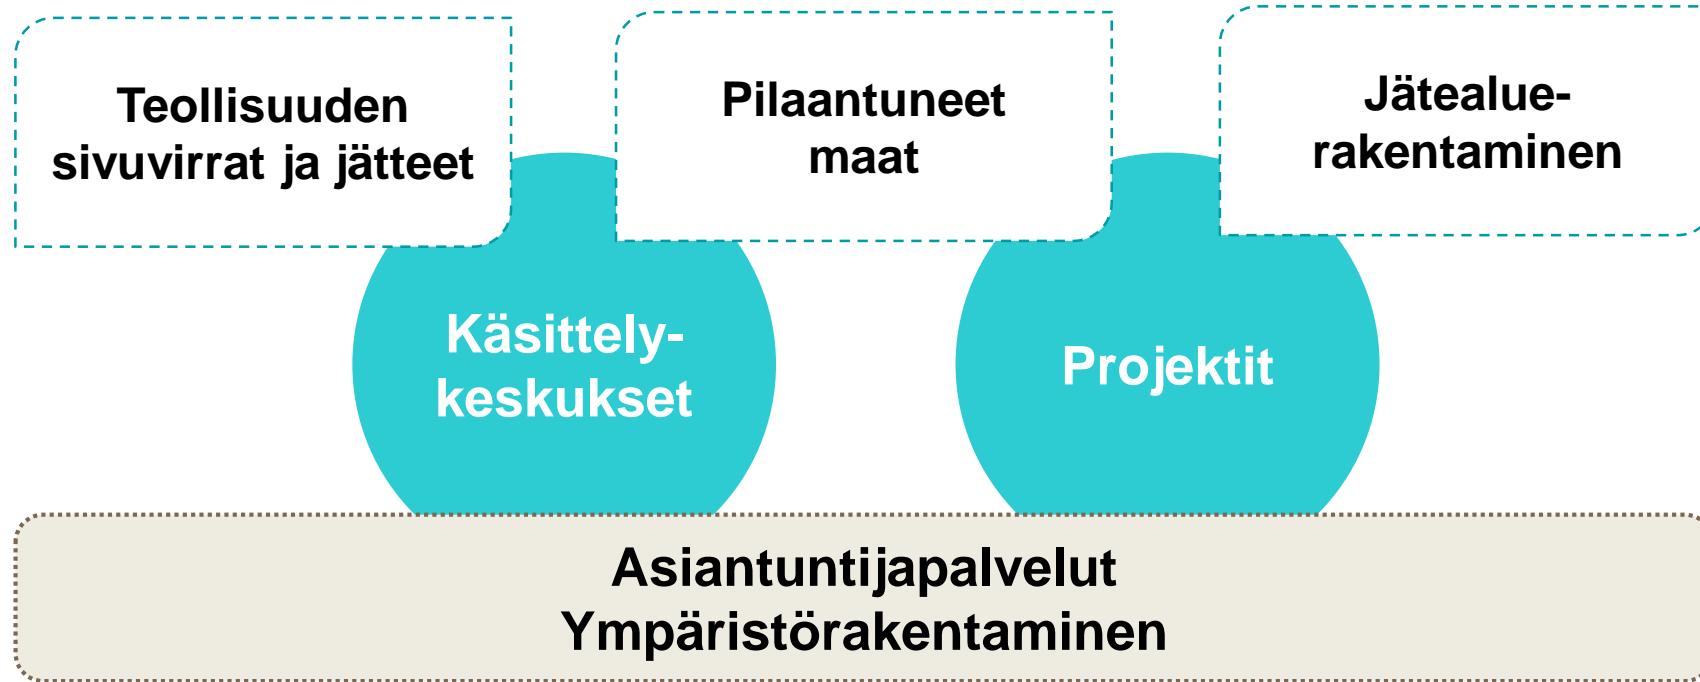 Teollisuuden
sivuvirrat ja jätteet
Pilaantuneet
maat
Jätealue-
rakentaminen
Käsittely-
keskukset
Projektit
Asiantuntijapalvelut
Ympäristörakentaminen